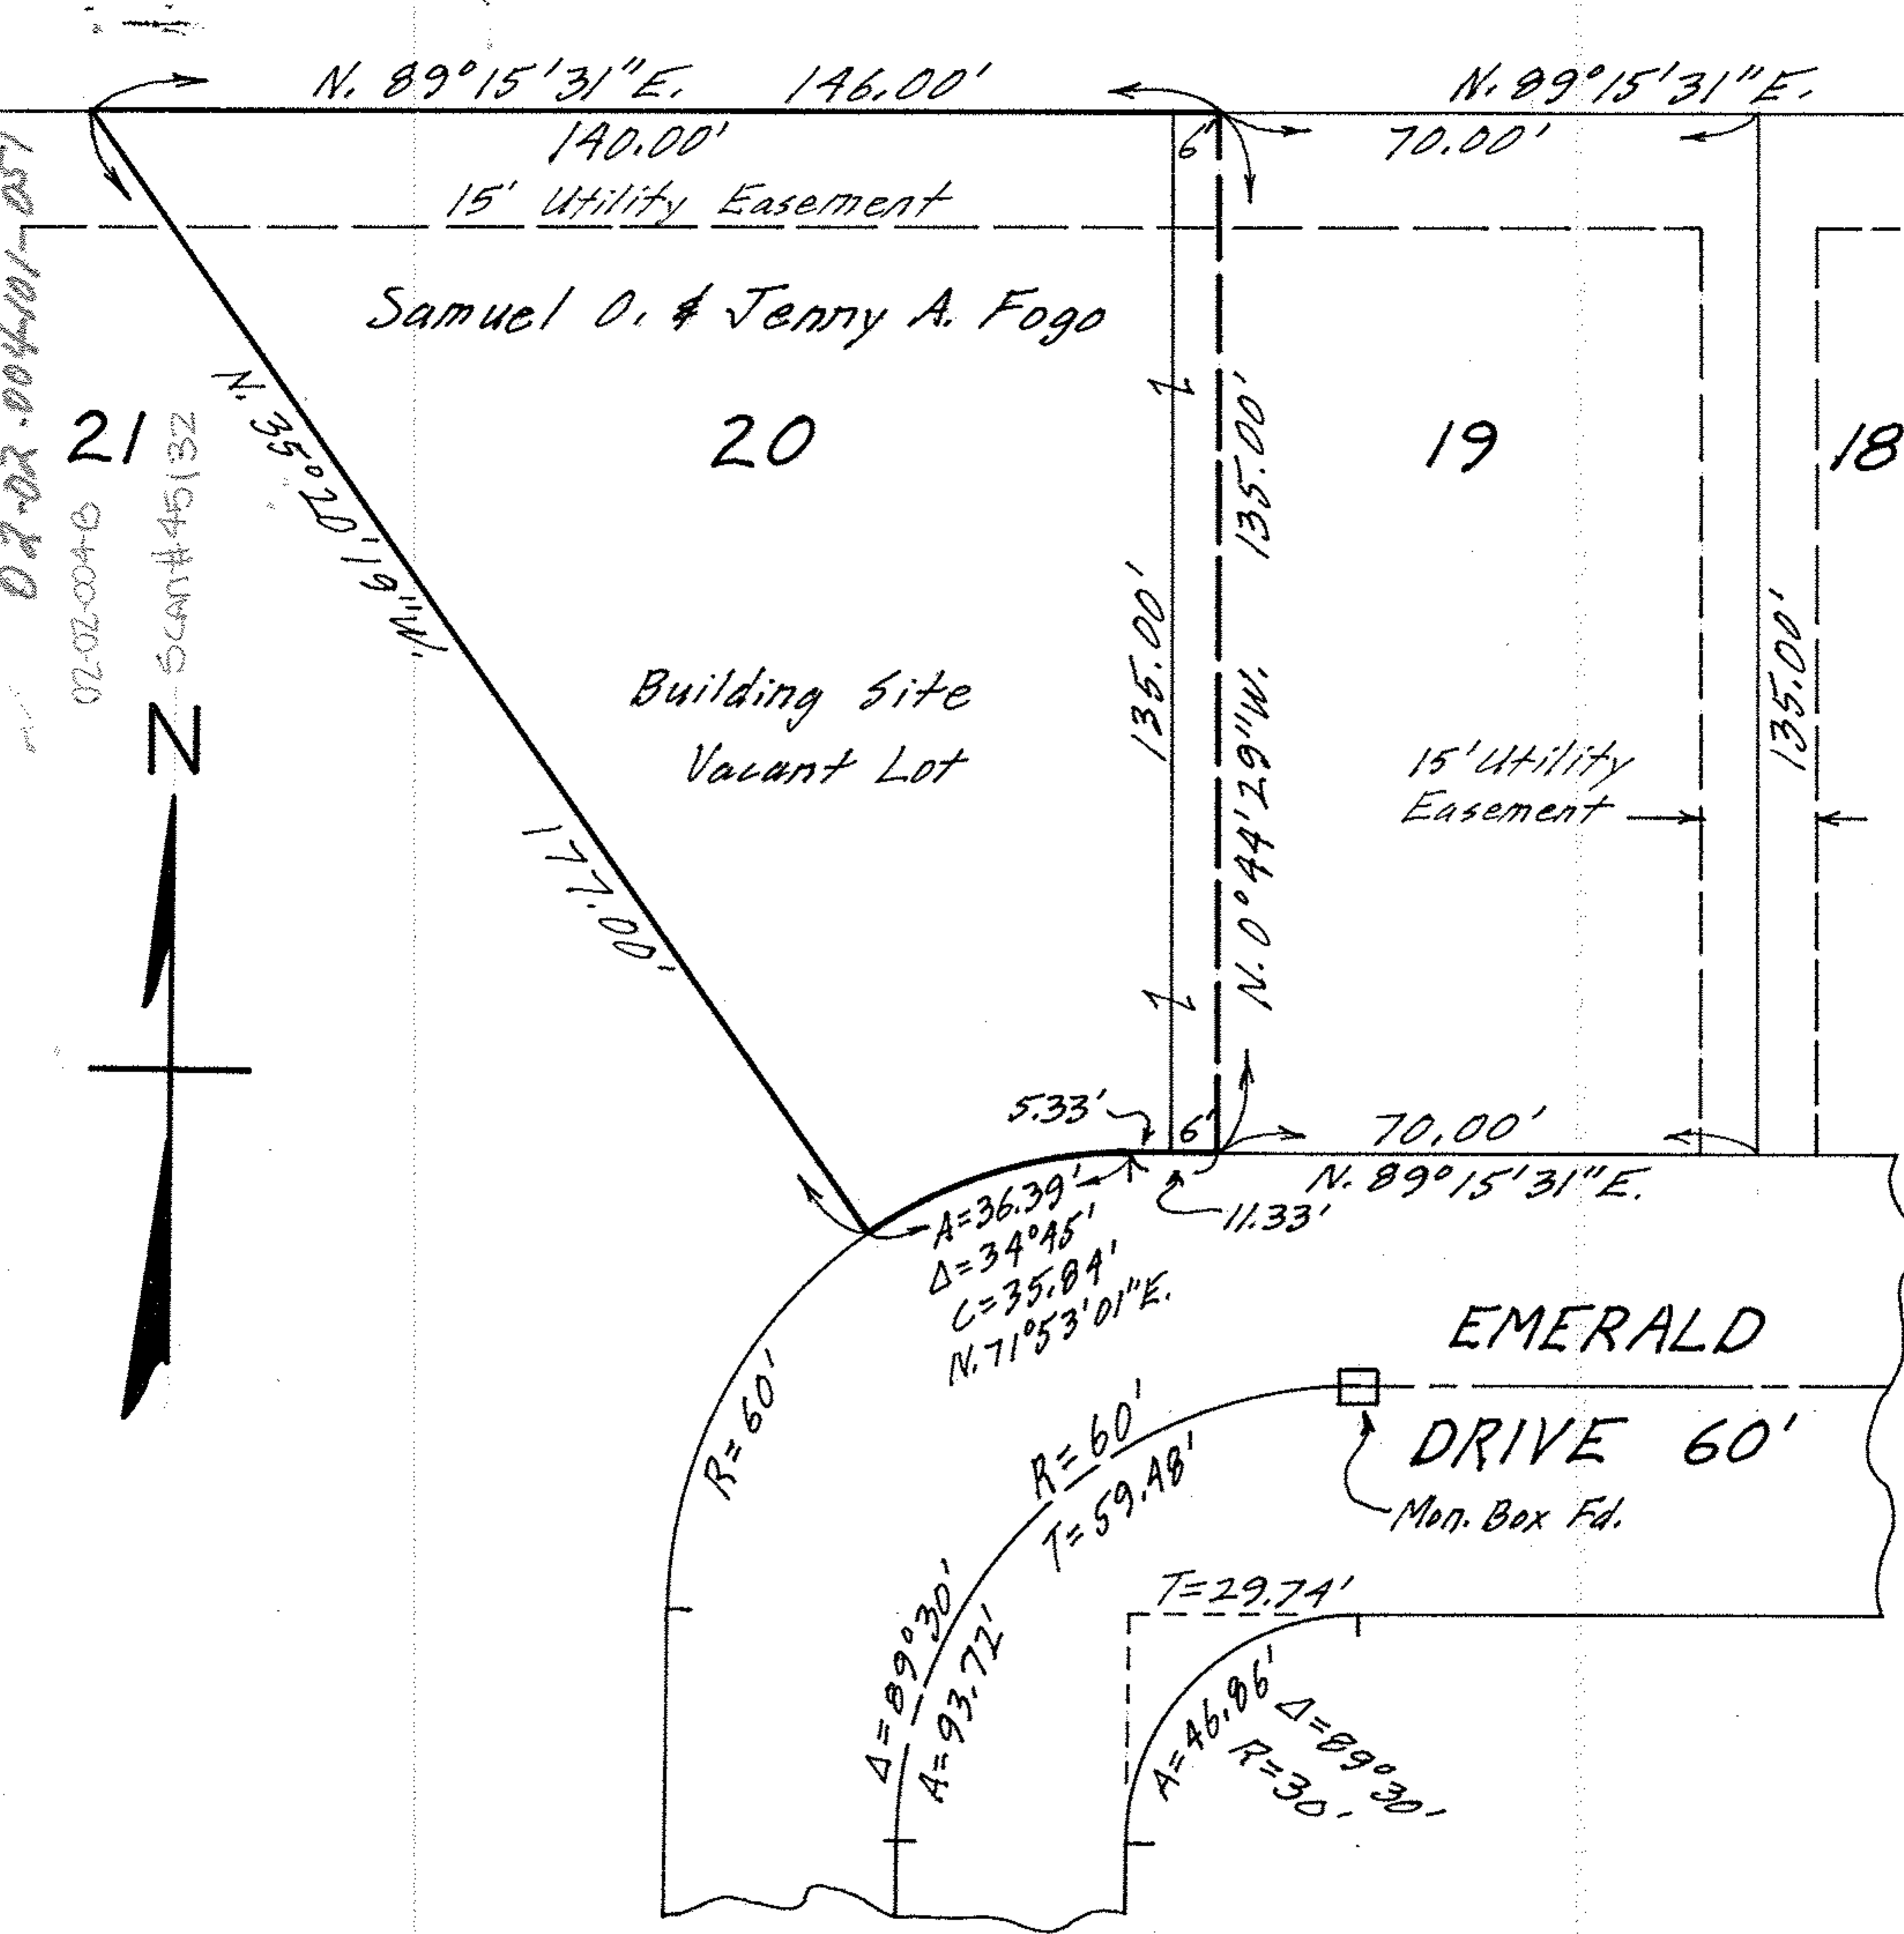 N. 89°15'31"E. 146.00'
N. 89°15'31"E.
140.00'
6'
70.00'
15' Utility Easement
Samuel O. & Jenny A. Fogo
21
20
19
18
02-02-004-B
Scan#45132
N. 35°02'19"W.
177.00'
135.00'
135.00'
N. 0°44'29"W.
135.00'
Building Site
Vacant Lot
15' Utility
Easement
N
5.33'
6'
70.00'
N. 89°15'31"E.
11.33'
A=36.39'
Δ=34°45'
C=35.84'
N. 71°53'01"E.
EMERALD
DRIVE 60'
Mon. Box Fd.
R=60'
R=60'
T=59.48'
Δ=89°30'
A=93.72'
T=29.74'
A=46.86'
Δ=89°30'
R=30'